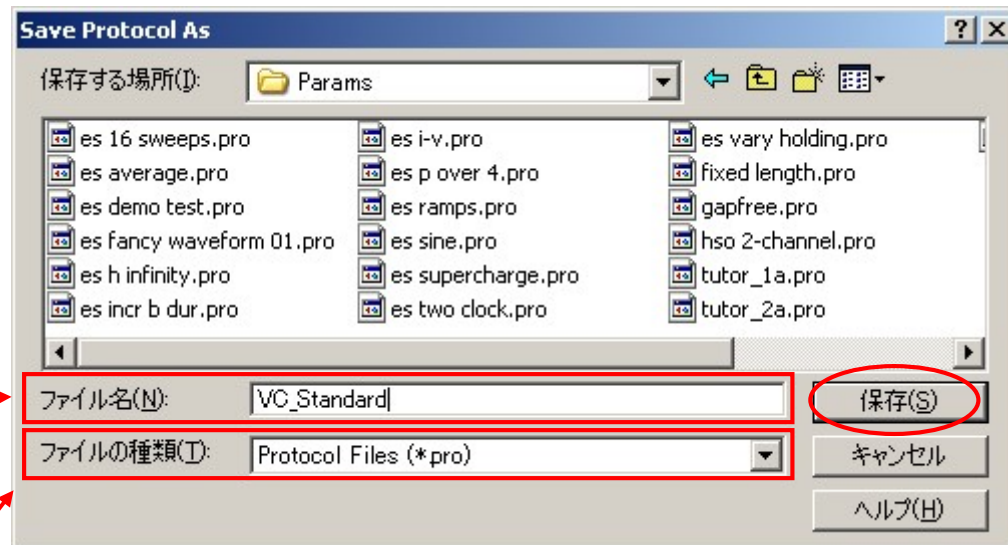 Save Protocol As
保存する場所(I): Params
es 16 sweeps.pro es i-v.pro es vary holding.pro
es average.pro es p over 4.pro fixed length.pro
es demo test.pro es ramps.pro gapfree.pro
es fancy waveform 01.pro es sine.pro hso 2-channel.pro
es h infinity.pro es supercharge.pro tutor_1a.pro
es incr b dur.pro es two clock.pro tutor_2a.pro
ファイル名(N): VC_Standard 保存(S)
ファイルの種類(T): Protocol Files (*.pro) キャンセル
ヘルプ(H)